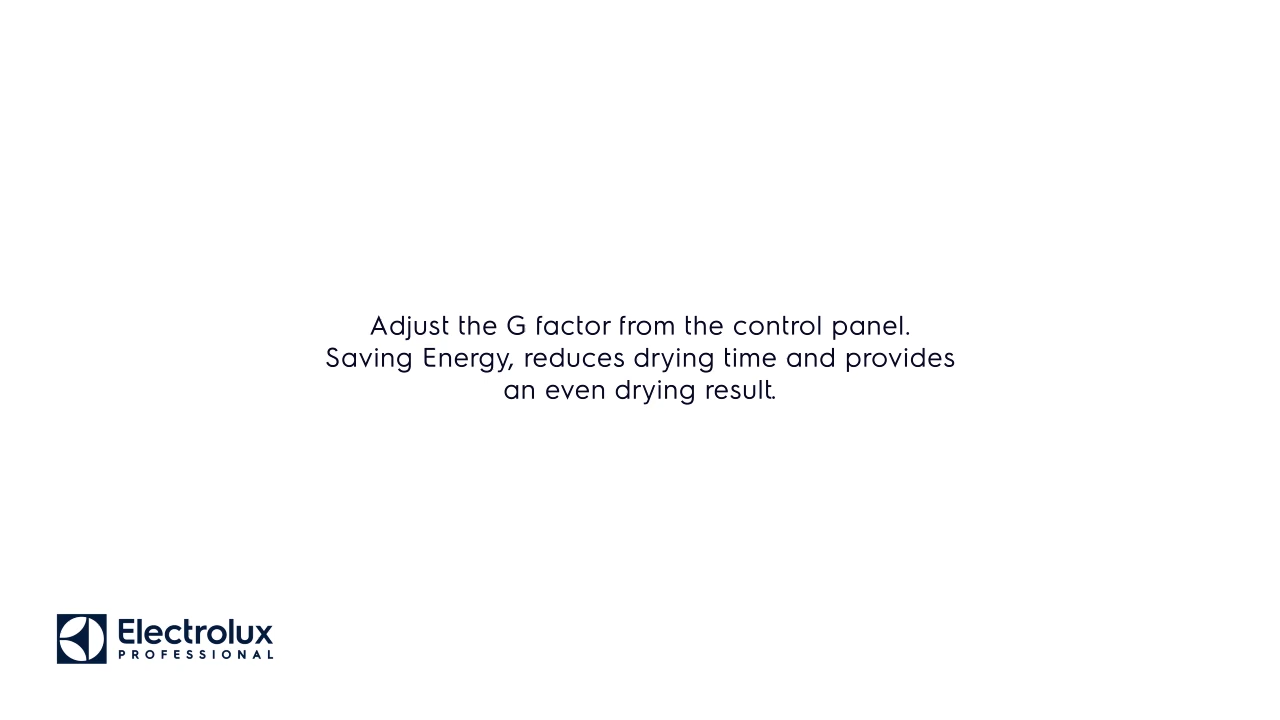 Adjust the G factor from the control panel.
Saving Energy, reduces drying time and provides
an even drying result.
Electrolux
PROFESSIONAL